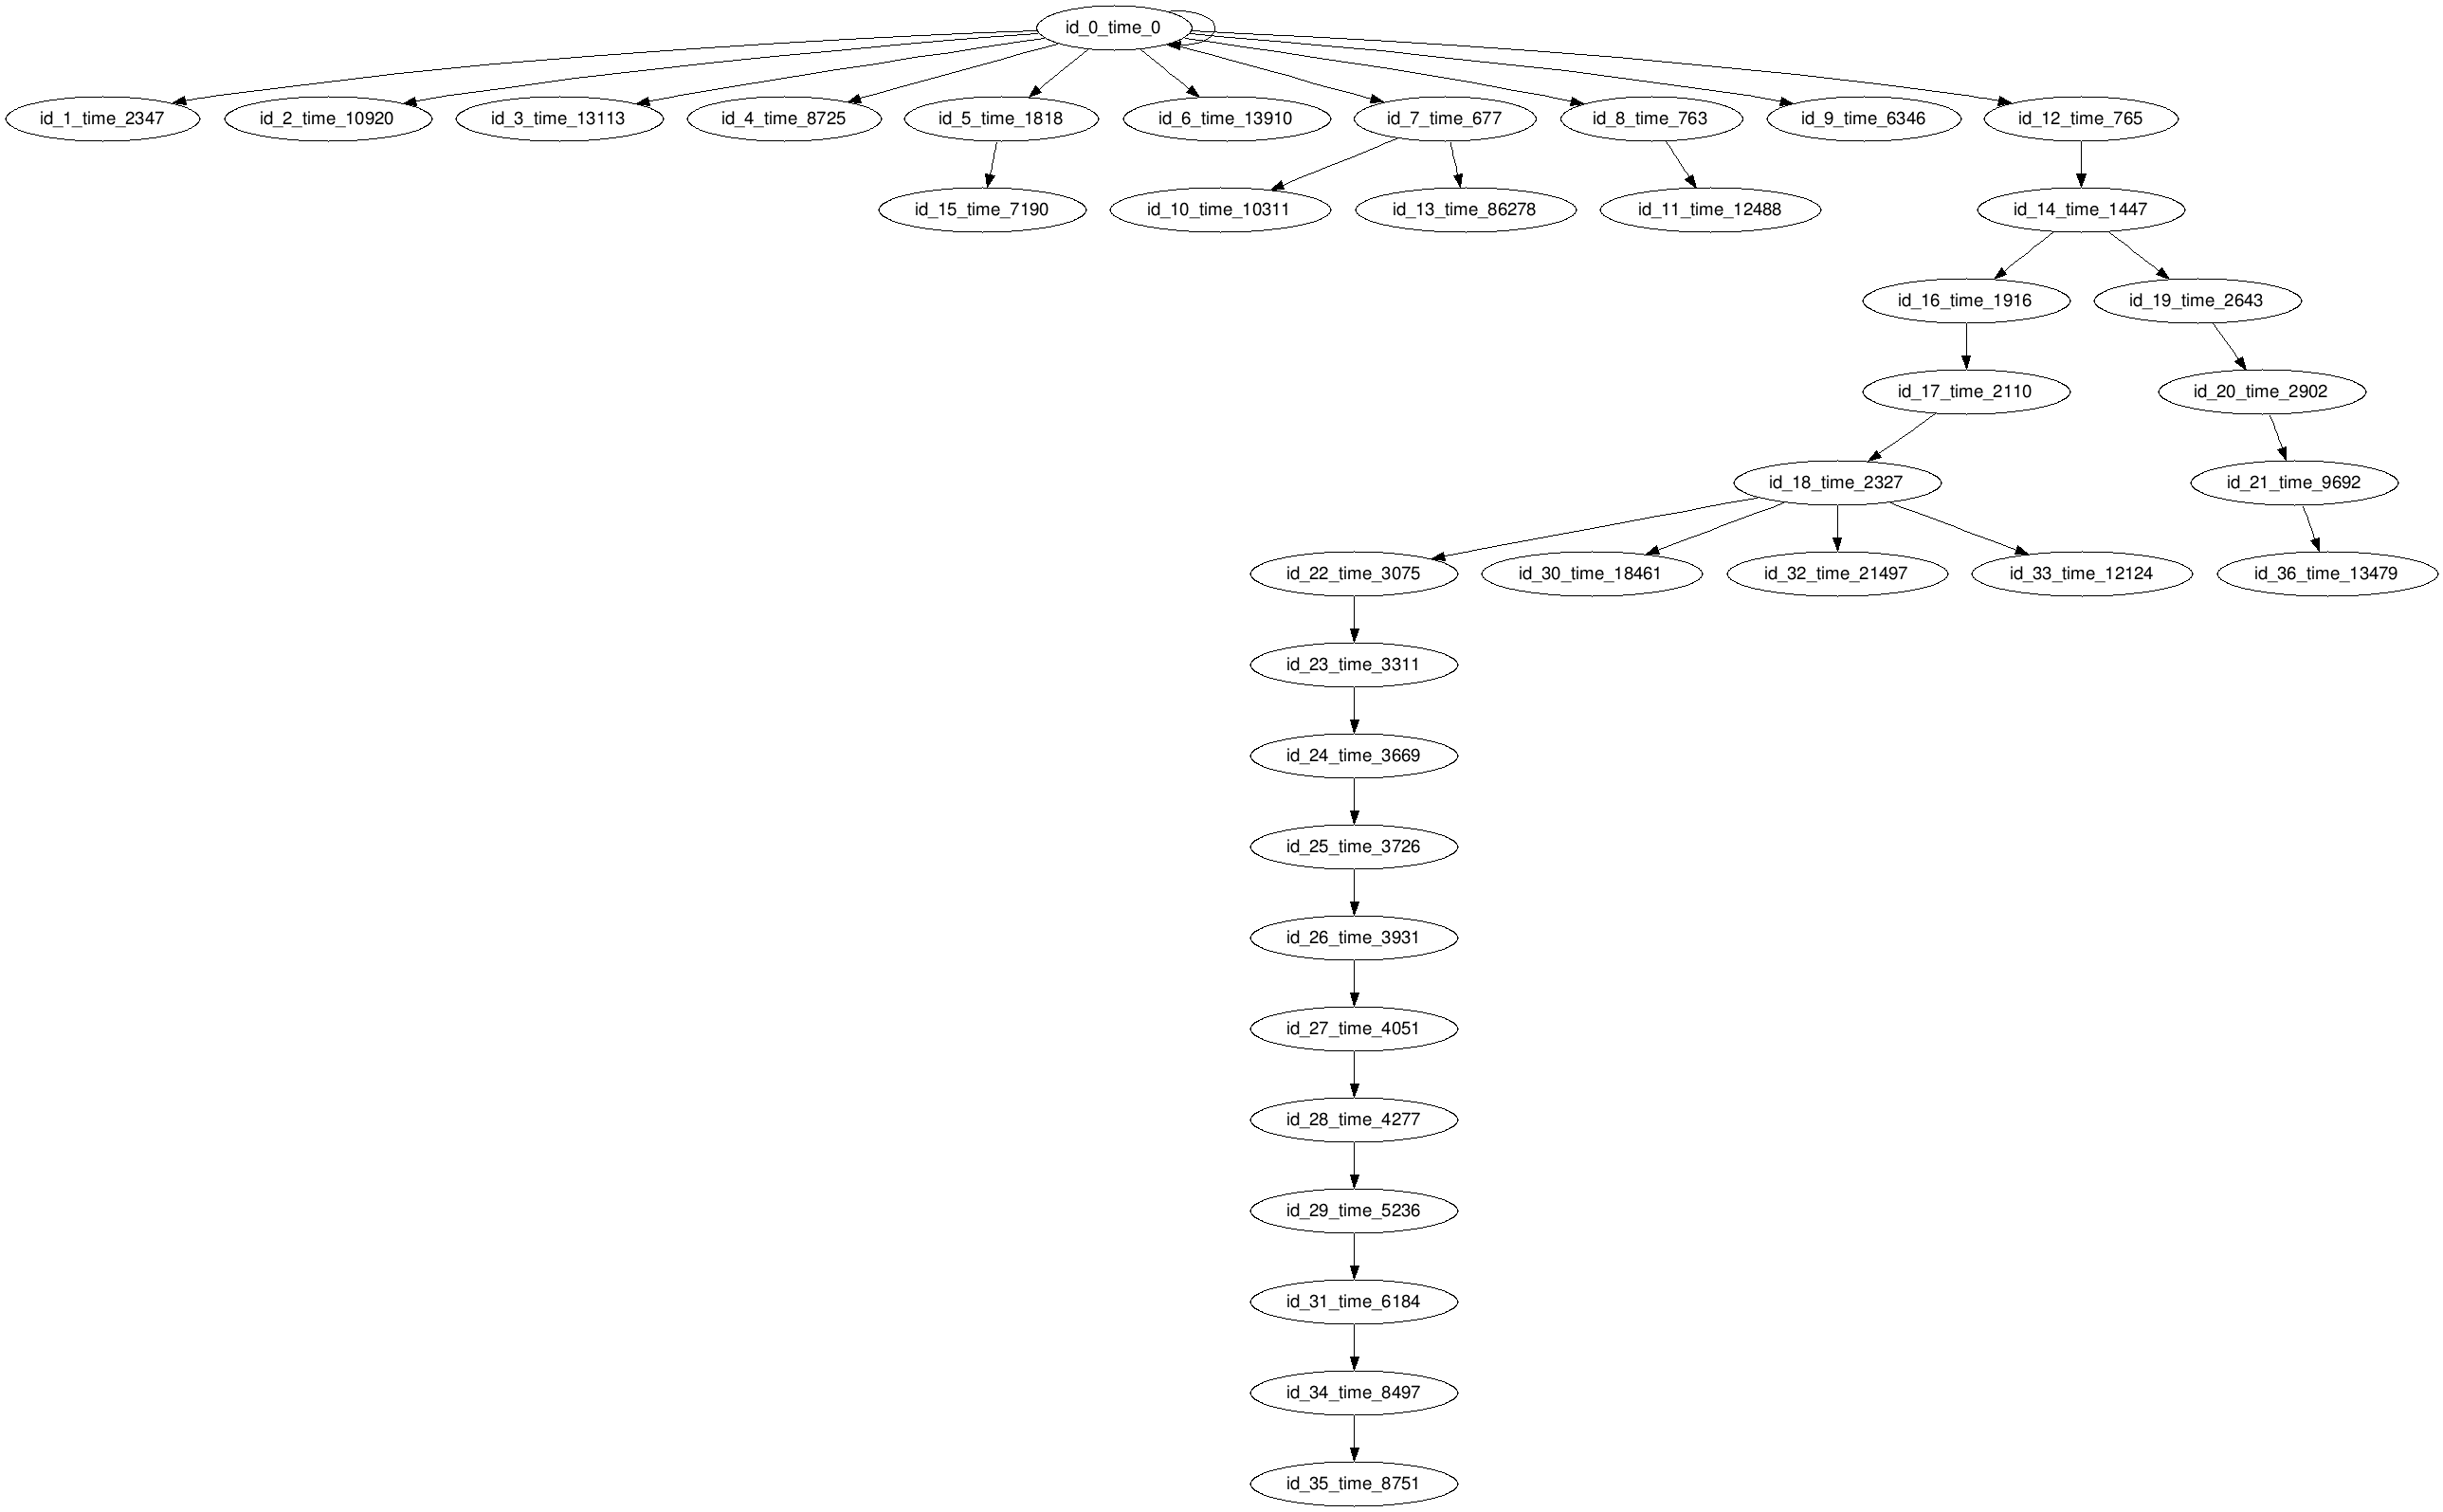 id_0_time_0
id_1_time_2347
id_2_time_10920
id_3_time_13113
id_4_time_8725
id_5_time_1818
id_6_time_13910
id_7_time_677
id_8_time_763
id_9_time_6346
id_12_time_765
id_15_time_7190
id_10_time_10311
id_13_time_86278
id_11_time_12488
id_14_time_1447
id_16_time_1916
id_19_time_2643
id_17_time_2110
id_20_time_2902
id_18_time_2327
id_21_time_9692
id_22_time_3075
id_30_time_18461
id_32_time_21497
id_33_time_12124
id_36_time_13479
id_23_time_3311
id_24_time_3669
id_25_time_3726
id_26_time_3931
id_27_time_4051
id_28_time_4277
id_29_time_5236
id_31_time_6184
id_34_time_8497
id_35_time_8751